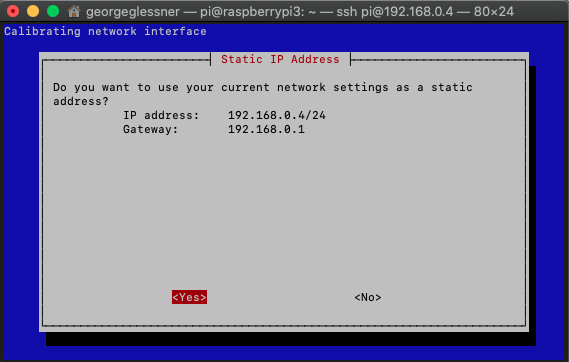 georgeglessner — pi@raspberrypi3: ~ — ssh pi@192.168.0.4 — 80×24
Calibrating network interface
Static IP Address
Do you want to use your current network settings as a static
address?
IP address: 192.168.0.4/24
Gateway: 192.168.0.1
<Yes> <No>